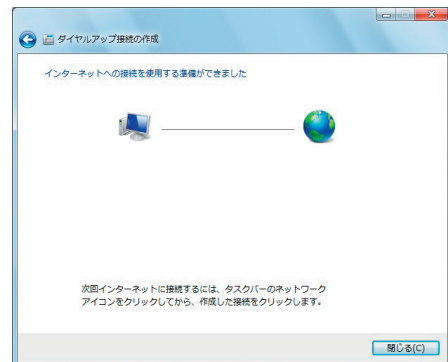 ダイヤルアップ接続の作成
インターネットへの接続を使用する準備ができました
次回インターネットに接続するには、タスクバーのネットワーク
アイコンをクリックしてから、作成した接続をクリックします。
閉じる(C)